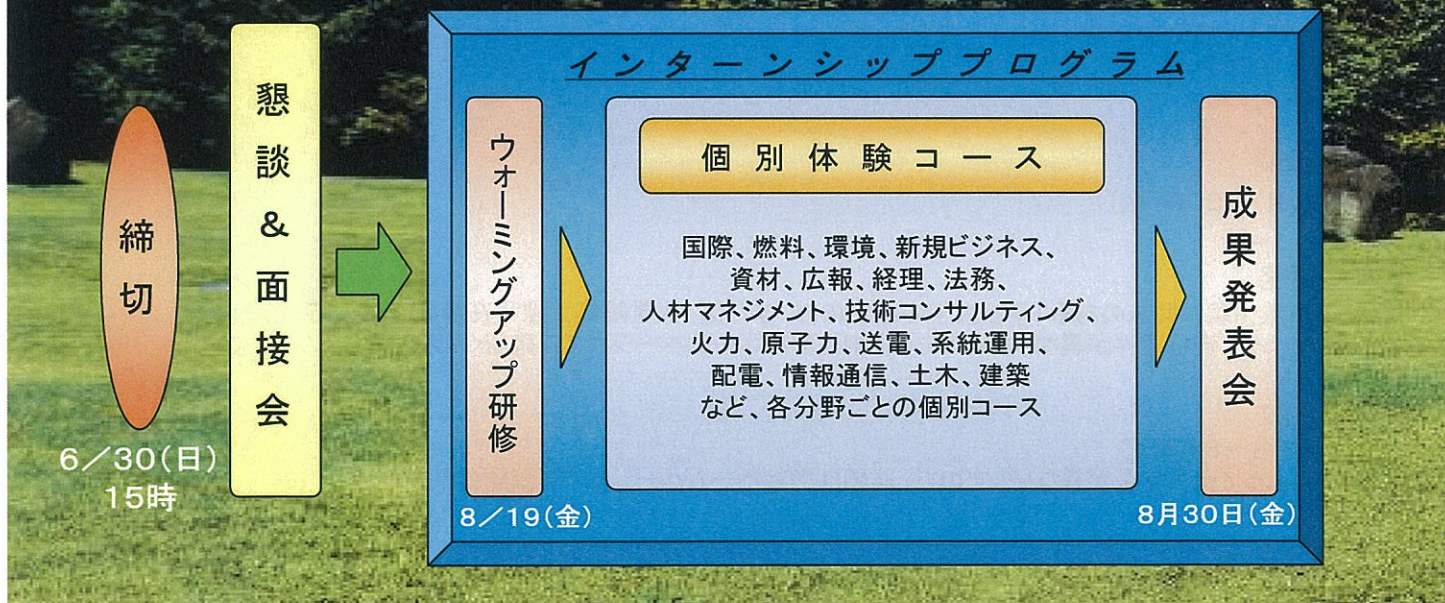 締切
6／30(日)
15時
懇談＆面接会
インターンシッププログラム
ウォーミングアップ研修
8／19(金)
個別体験コース
国際、燃料、環境、新規ビジネス、
資材、広報、経理、法務、
人材マネジメント、技術コンサルティング、
火力、原子力、送電、系統運用、
配電、情報通信、土木、建築
など、各分野ごとの個別コース
成果発表会
8月30日(金)